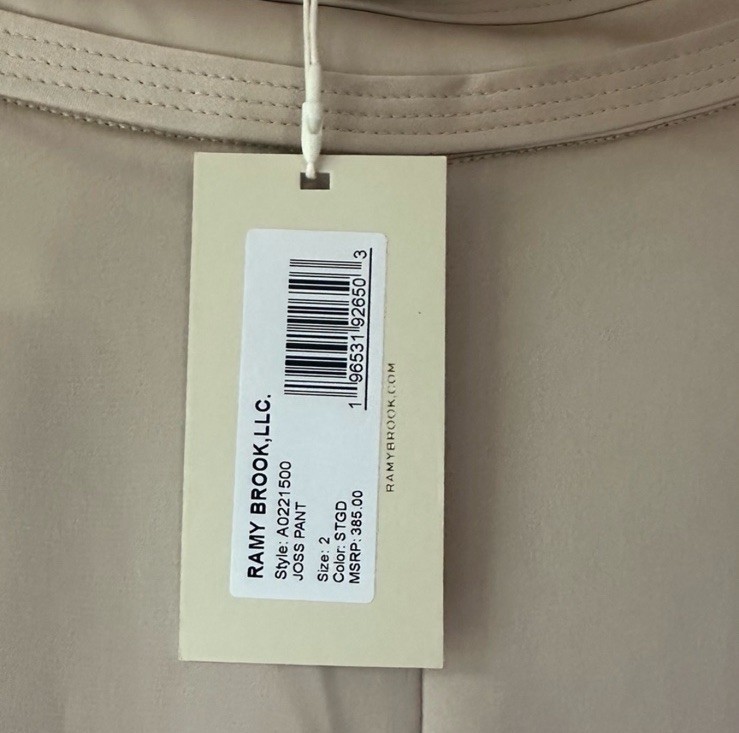 RAMY BROOK,LLC.
Style: A0221500
JOSS PANT
Size: 2
Color: STGD
MSRP: 385.00
1 96531 92650 3
RAMYBROOK.COM